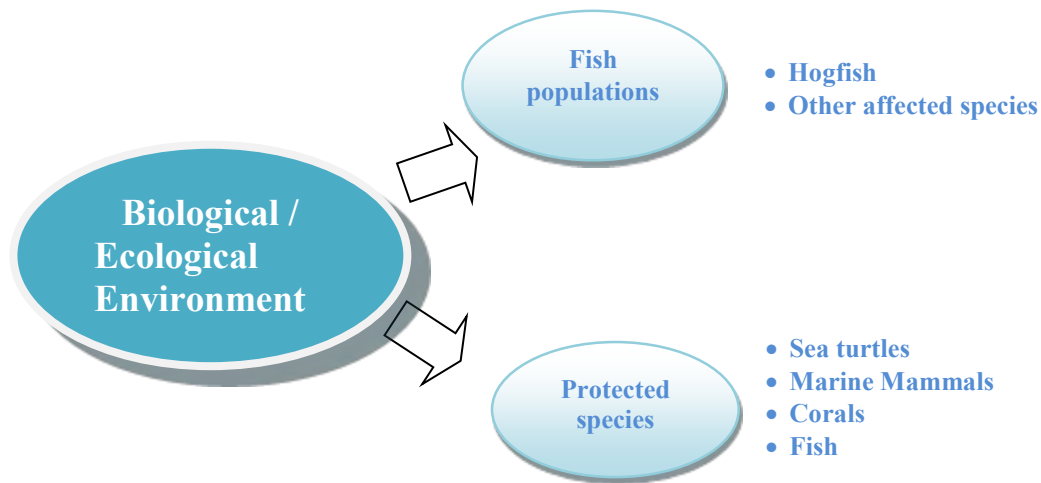 Biological /
Ecological
Environment
Fish
populations
• Hogfish
• Other affected species
Protected
species
• Sea turtles
• Marine Mammals
• Corals
• Fish